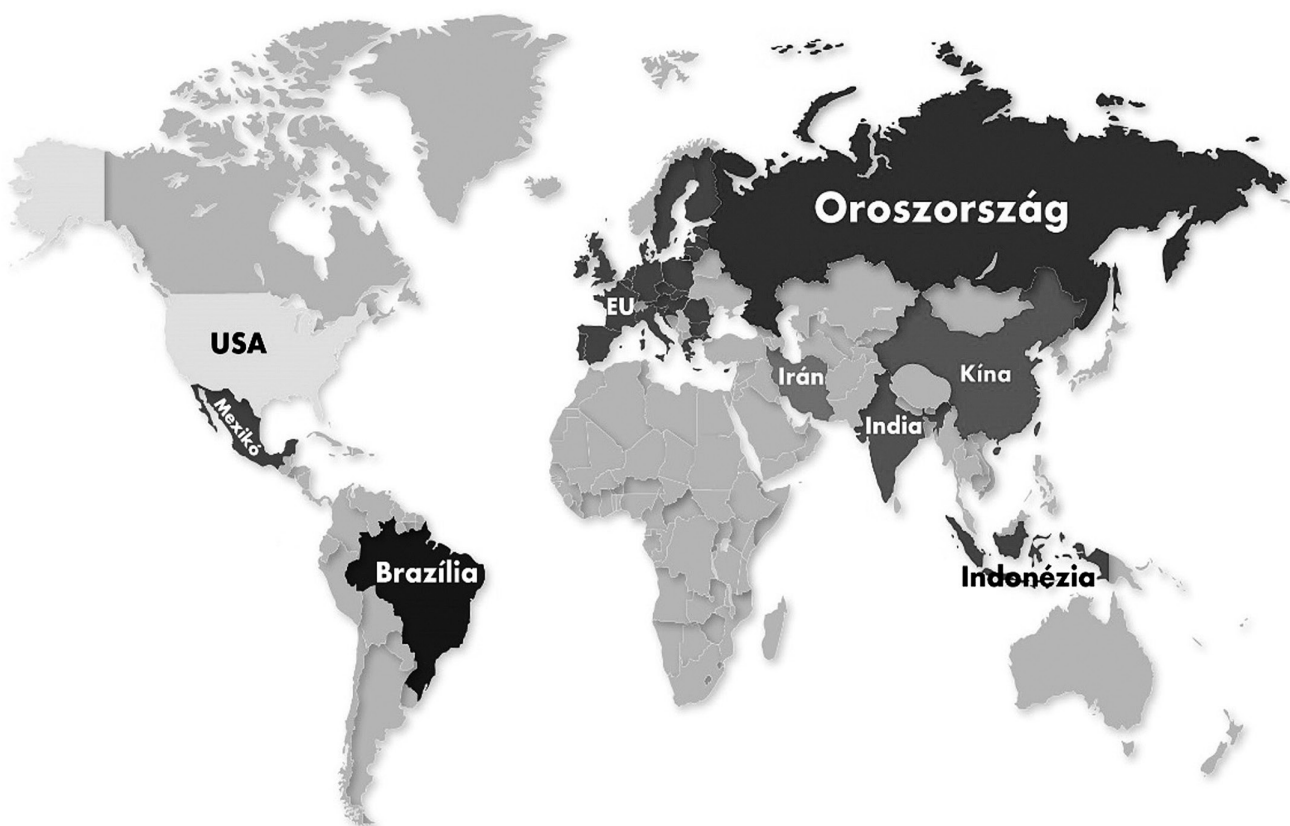 Oroszország
EU
USA
Irán
Kína
Mexikó
India
Brazília
Indonézia